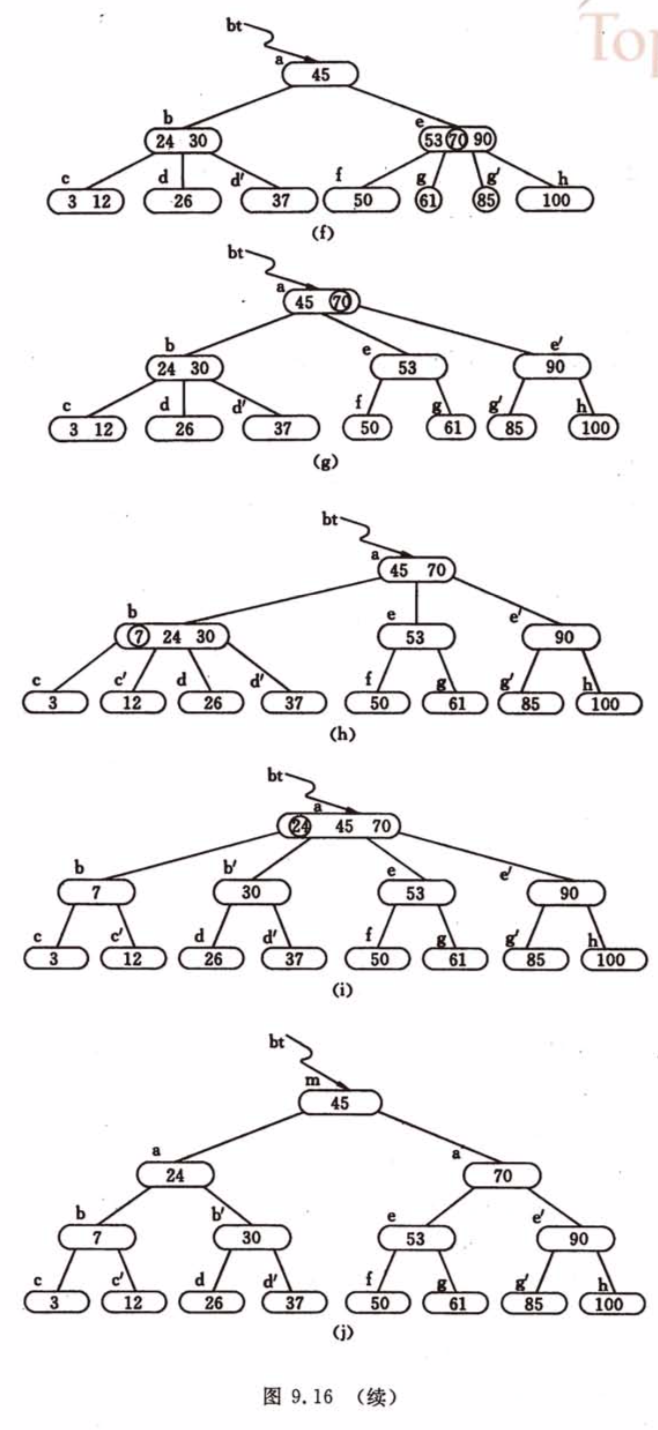 Top
bt
a
45
b
e
24 30
53 70 90
c
d
d′
f
g
g′
h
3 12
26
37
50
61
85
100
(f)
bt
a
45 70
b
e
e′
24 30
53
90
c
d
d′
f
g
g′
h
3 12
26
37
50
61
85
100
(g)
bt
a
45 70
b
e
e′
7 24 30
53
90
c
c′
d
d′
f
g
g′
h
3
12
26
37
50
61
85
100
(h)
bt
a
24 45 70
b
b′
e
e′
7
30
53
90
c
c′
d
d′
f
g
g′
h
3
12
26
37
50
61
85
100
(i)
bt
m
45
a
a′
24
70
b
b′
e
e′
7
30
53
90
c
c′
d
d′
f
g
g′
h
3
12
26
37
50
61
85
100
(j)
图 9.16 （续）